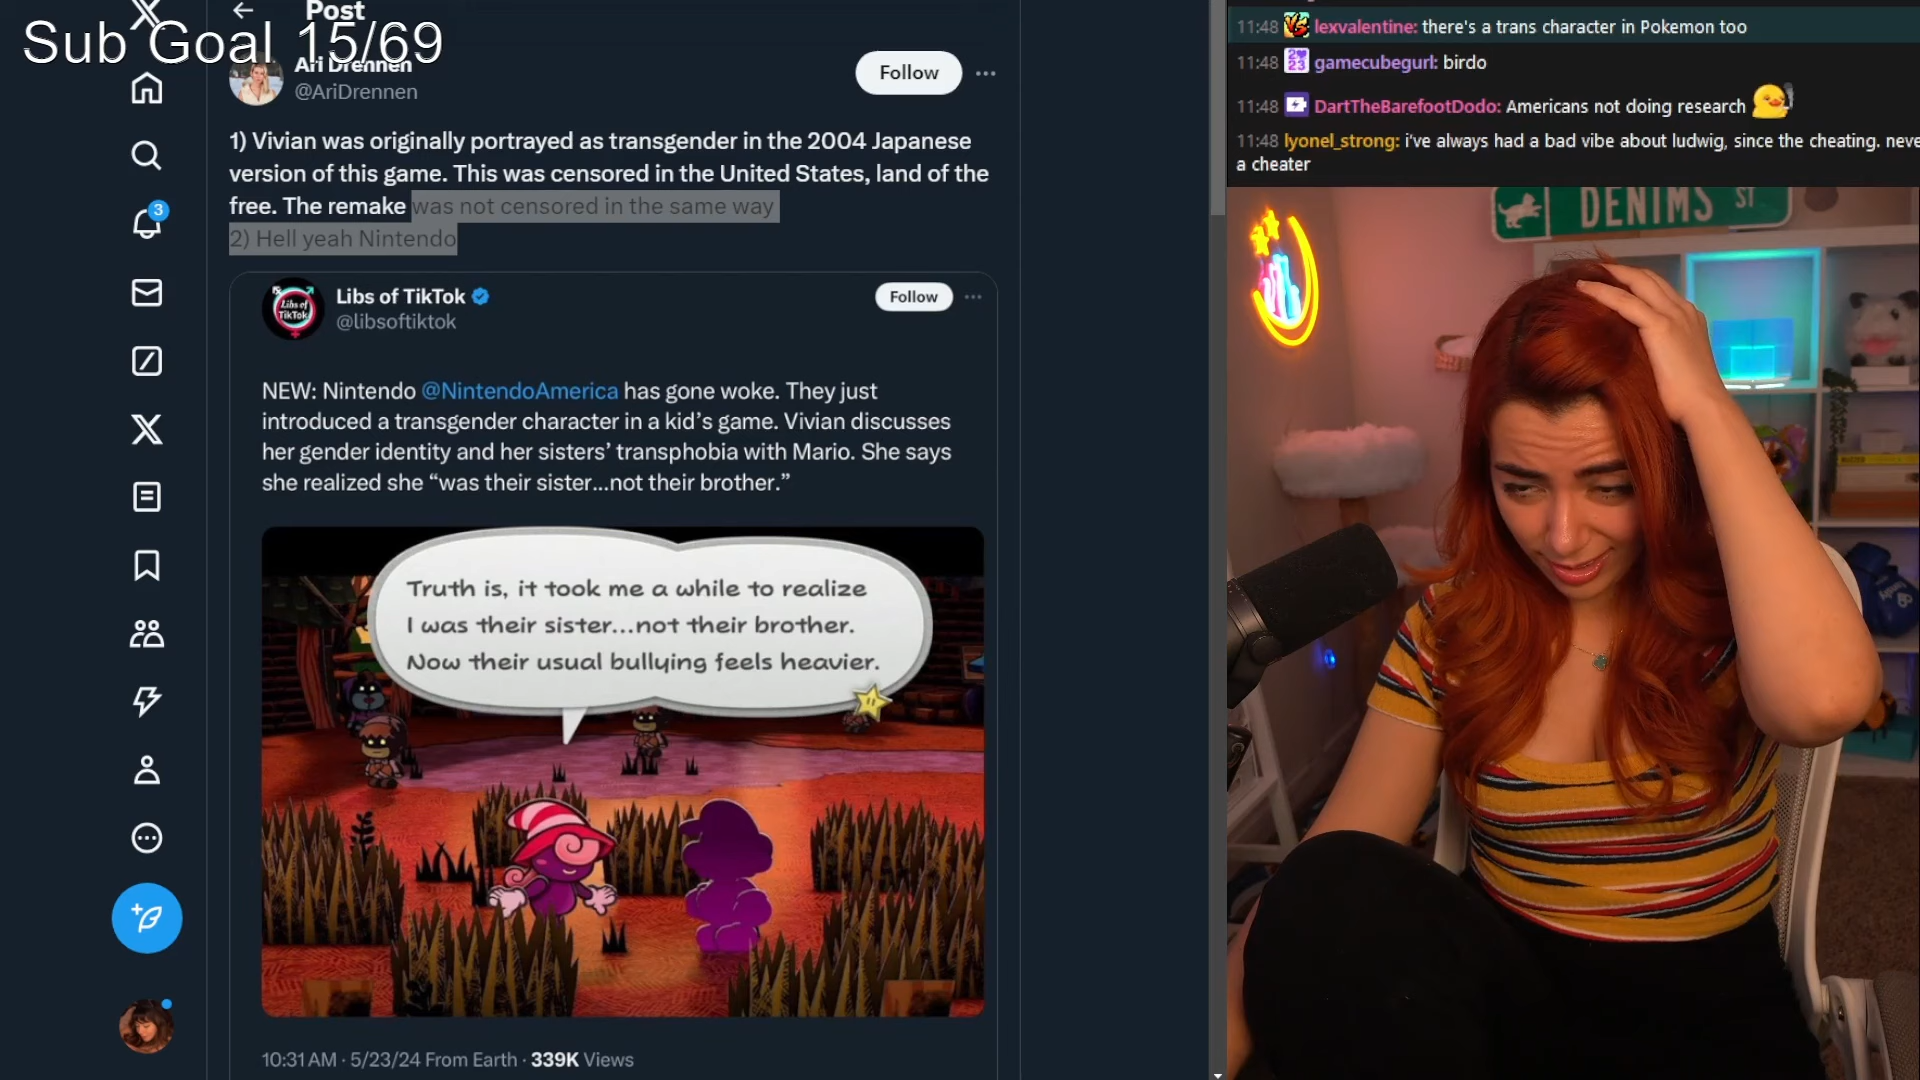 Post
Sub Goal 15/69
Ari Drennen
@AriDrennen
Follow
1) Vivian was originally portrayed as transgender in the 2004 Japanese
version of this game. This was censored in the United States, land of the
free. The remake was not censored in the same way
2) Hell yeah Nintendo
3
Libs of TikTok
Libs of TikTok
@libsoftiktok
Follow
NEW: Nintendo @NintendoAmerica has gone woke. They just
introduced a transgender character in a kid’s game. Vivian discusses
her gender identity and her sisters’ transphobia with Mario. She says
she realized she “was their sister...not their brother.”
Truth is, it took me a while to realize
I was their sister...not their brother.
Now their usual bullying feels heavier.
10:31 AM · 5/23/24 From Earth · 339K Views
11:48 lexvalentine: there's a trans character in Pokemon too
11:48 gamecubegurl: birdo
11:48 DartTheBarefootDodo: Americans not doing research
11:48 lyonel_strong: i've always had a bad vibe about ludwig, since the cheating. neve
a cheater
DENIMS ST